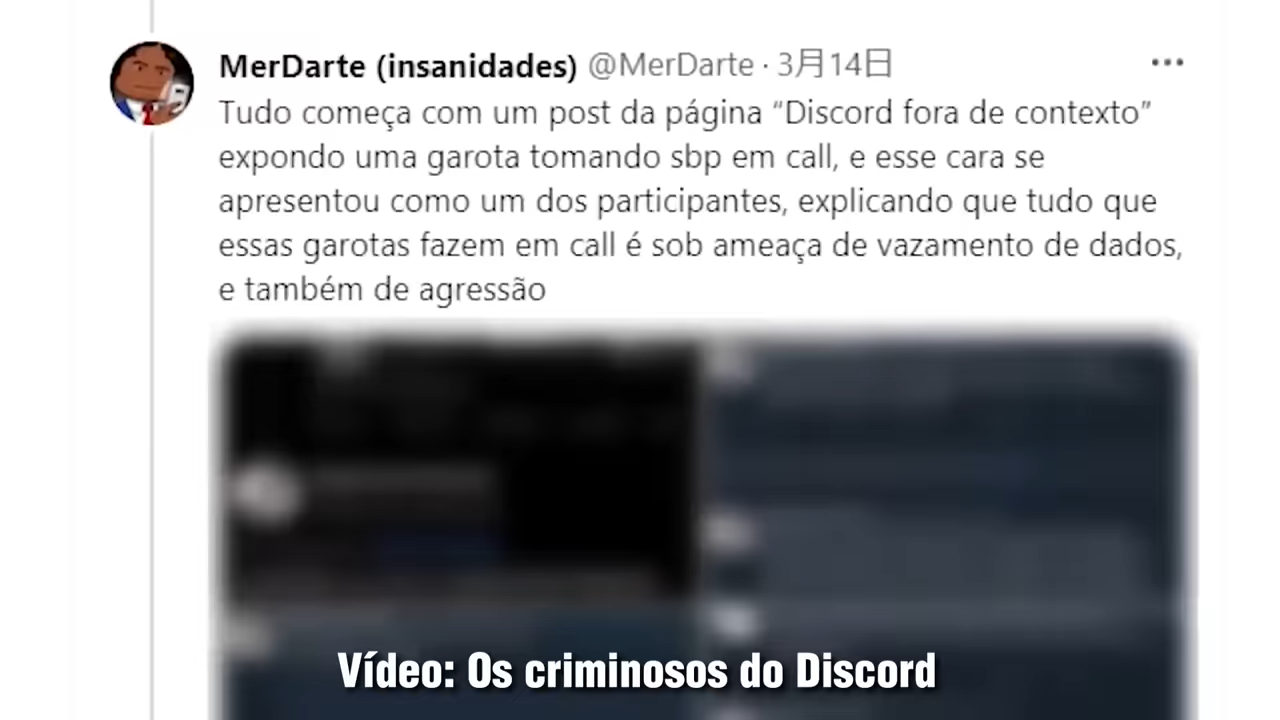 MerDarte (insanidades) @MerDarte · 3月14日
Tudo começa com um post da página “Discord fora de contexto”
expondo uma garota tomando sbp em call, e esse cara se
apresentou como um dos participantes, explicando que tudo que
essas garotas fazem em call é sob ameaça de vazamento de dados,
e também de agressão
Vídeo: Os criminosos do Discord